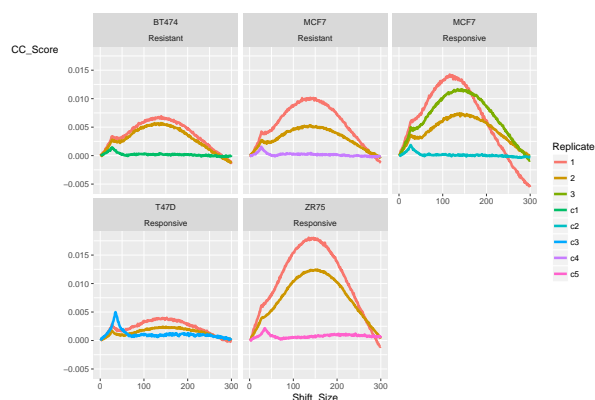 BT474
MCF7
MCF7
Resistant
Resistant
Responsive
CC_Score
0.015
0.010
0.005
0.000
−0.005
0
100
200
300
T47D
ZR75
Responsive
Responsive
0.015
0.010
0.005
0.000
−0.005
0
100
200
300
0
100
200
300
Shift_Size
Replicate
1
2
3
c1
c2
c3
c4
c5